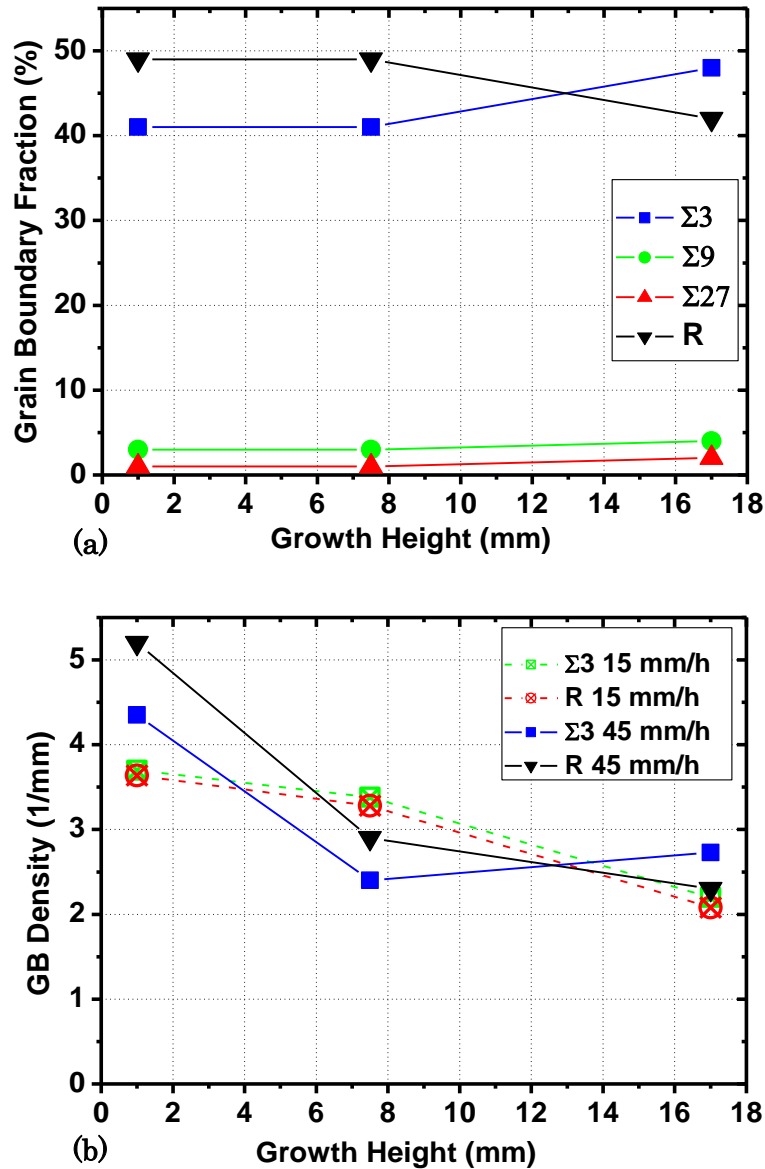 Grain Boundary Fraction (%)
50
40
30
20
10
0
Σ3
Σ9
Σ27
R
0 2 4 6 8 10 12 14 16 18
(a) Growth Height (mm)
GB Density (1/mm)
5
4
3
2
1
0
Σ3 15 mm/h
R 15 mm/h
Σ3 45 mm/h
R 45 mm/h
0 2 4 6 8 10 12 14 16 18
(b) Growth Height (mm)